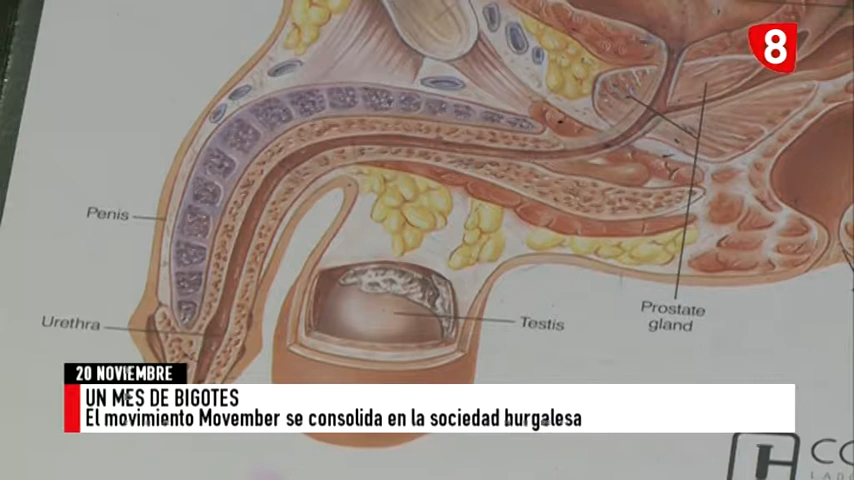 8
Penis
Urethra
Testis
Prostate
gland
20 NOVIEMBRE
UN MES DE BIGOTES
El movimiento Movember se consolida en la sociedad burgalesa